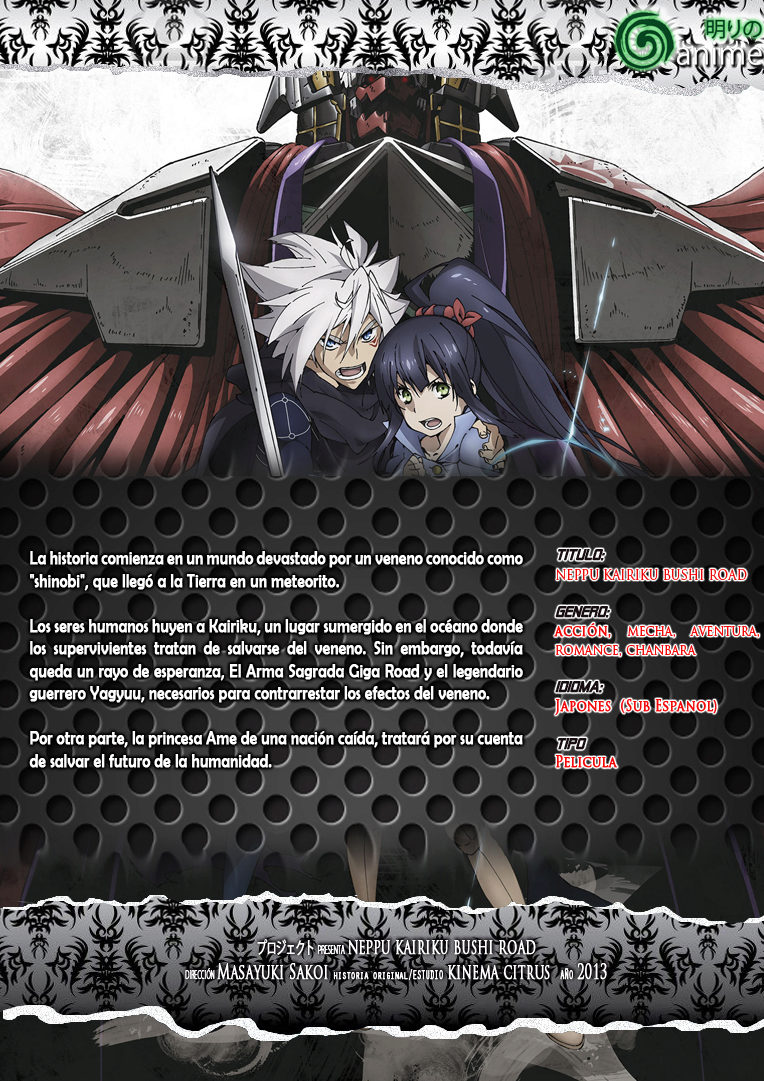 明りの
anime
La historia comienza en un mundo devastado por un veneno conocido como
"shinobi", que llegó a la Tierra en un meteorito.
Los seres humanos huyen a Kairiku, un lugar sumergido en el océano donde
los supervivientes tratan de salvarse del veneno. Sin embargo, todavía
queda un rayo de esperanza, El Arma Sagrada Giga Road y el legendario
guerrero Yagyuu, necesarios para contrarrestar los efectos del veneno.
Por otra parte, la princesa Ame de una nación caída, tratará por su cuenta
de salvar el futuro de la humanidad.
TITULO:
NEPPU KAIRIKU BUSHI ROAD
GENERO:
ACCIÓN, MECHA, AVENTURA,
ROMANCE, CHANBARA
IDIOMA:
JAPONES (SUB ESPANOL)
TIPO
PELICULA
プロジェクト PRESENTA NEPPU KAIRIKU BUSHI ROAD
DIRECCIÓN MASAYUKI SAKOI HISTORIA ORIGINAL/ESTUDIO KINEMA CITRUS AÑO 2013